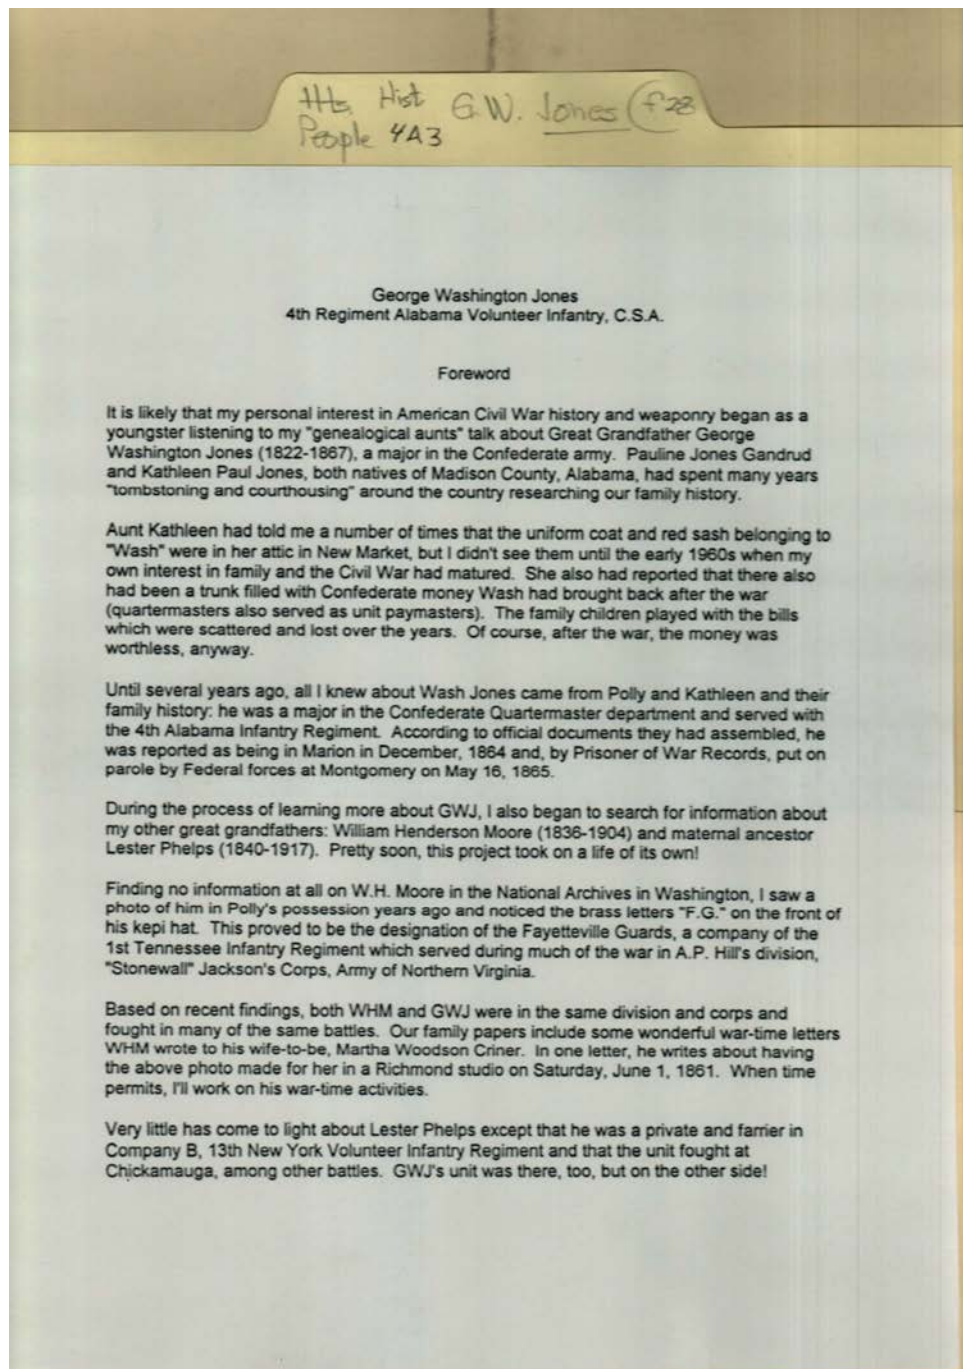 Hts. Hist G.W. Jones (f28
People 4A3
George Washington Jones
4th Regiment Alabama Volunteer Infantry, C.S.A.
Foreword
It is likely that my personal interest in American Civil War history and weaponry began as a
youngster listening to my "genealogical aunts" talk about Great Grandfather George
Washington Jones (1822-1867), a major in the Confederate army. Pauline Jones Gandrud
and Kathleen Paul Jones, both natives of Madison County, Alabama, had spent many years
"tombstoning and courthousing" around the country researching our family history.
Aunt Kathleen had told me a number of times that the uniform coat and red sash belonging to
"Wash" were in her attic in New Market, but I didn't see them until the early 1960s when my
own interest in family and the Civil War had matured. She also had reported that there also
had been a trunk filled with Confederate money Wash had brought back after the war
(quartermasters also served as unit paymasters). The family children played with the bills
which were scattered and lost over the years. Of course, after the war, the money was
worthless, anyway.
Until several years ago, all I knew about Wash Jones came from Polly and Kathleen and their
family history: he was a major in the Confederate Quartermaster department and served with
the 4th Alabama Infantry Regiment. According to official documents they had assembled, he
was reported as being in Marion in December, 1864 and, by Prisoner of War Records, put on
parole by Federal forces at Montgomery on May 16, 1865.
During the process of learning more about GWJ, I also began to search for information about
my other great grandfathers: William Henderson Moore (1836-1904) and maternal ancestor
Lester Phelps (1840-1917). Pretty soon, this project took on a life of its own!
Finding no information at all on W.H. Moore in the National Archives in Washington, I saw a
photo of him in Polly's possession years ago and noticed the brass letters "F.G." on the front of
his kepi hat. This proved to be the designation of the Fayetteville Guards, a company of the
1st Tennessee Infantry Regiment which served during much of the war in A.P. Hill's division,
"Stonewall" Jackson's Corps, Army of Northern Virginia.
Based on recent findings, both WHM and GWJ were in the same division and corps and
fought in many of the same battles. Our family papers include some wonderful war-time letters
WHM wrote to his wife-to-be, Martha Woodson Criner. In one letter, he writes about having
the above photo made for her in a Richmond studio on Saturday, June 1, 1861. When time
permits, I'll work on his war-time activities.
Very little has come to light about Lester Phelps except that he was a private and farrier in
Company B, 13th New York Volunteer Infantry Regiment and that the unit fought at
Chickamauga, among other battles. GWJ's unit was there, too, but on the other side!